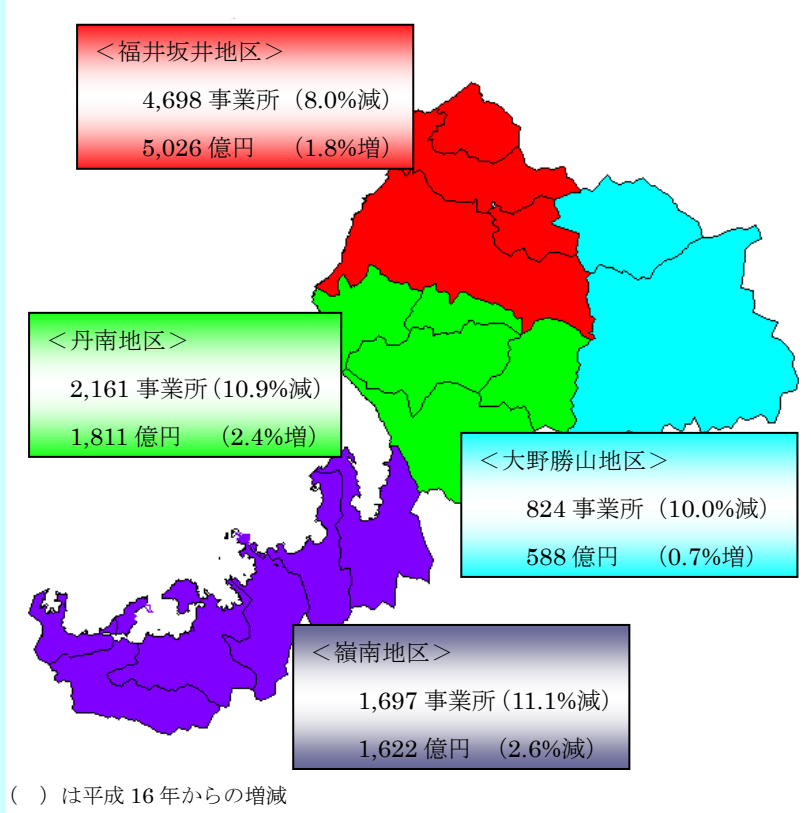 ＜福井坂井地区＞
4,698 事業所（8.0%減）
5,026 億円　（1.8%増）
＜丹南地区＞
2,161 事業所（10.9%減）
1,811 億円　（2.4%増）
＜大野勝山地区＞
824 事業所（10.0%減）
588 億円　（0.7%増）
＜嶺南地区＞
1,697 事業所（11.1%減）
1,622 億円　（2.6%減）
（　）は平成 16 年からの増減